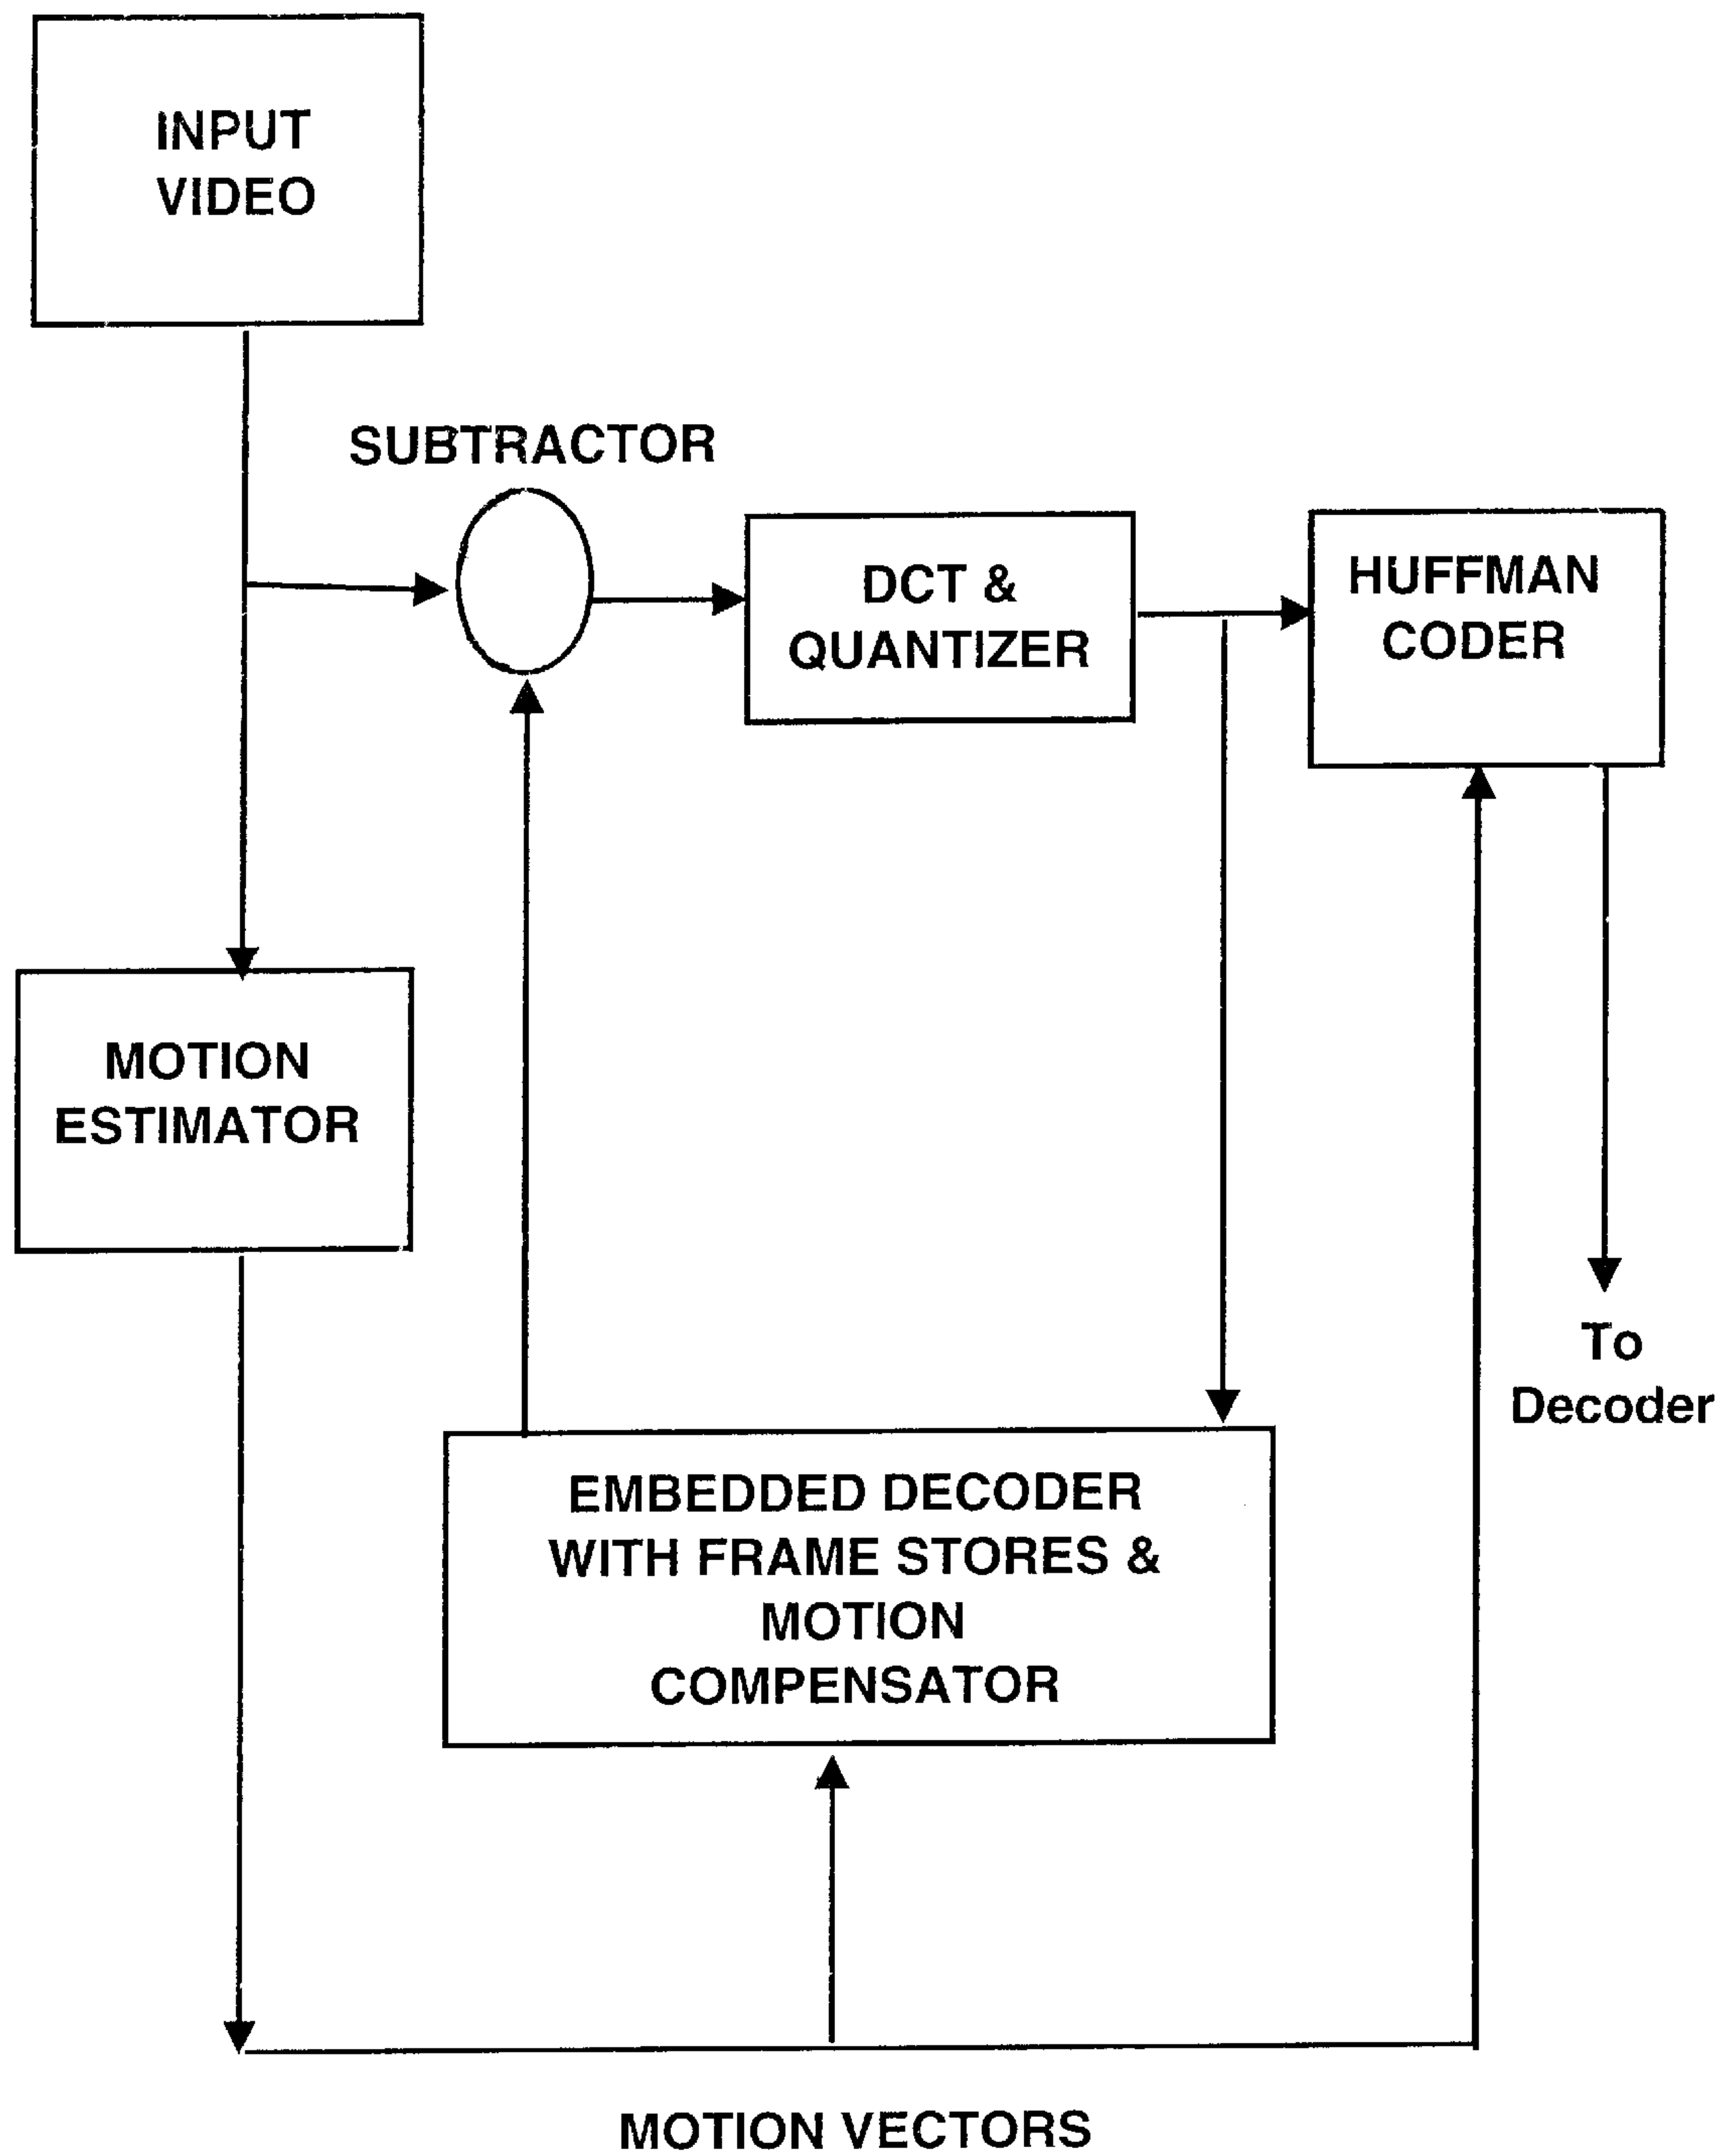 INPUT
VIDEO
SUBTRACTOR
DCT &
QUANTIZER
HUFFMAN
CODER
MOTION
ESTIMATOR
To
Decoder
EMBEDDED DECODER
WITH FRAME STORES &
MOTION
COMPENSATOR
MOTION VECTORS